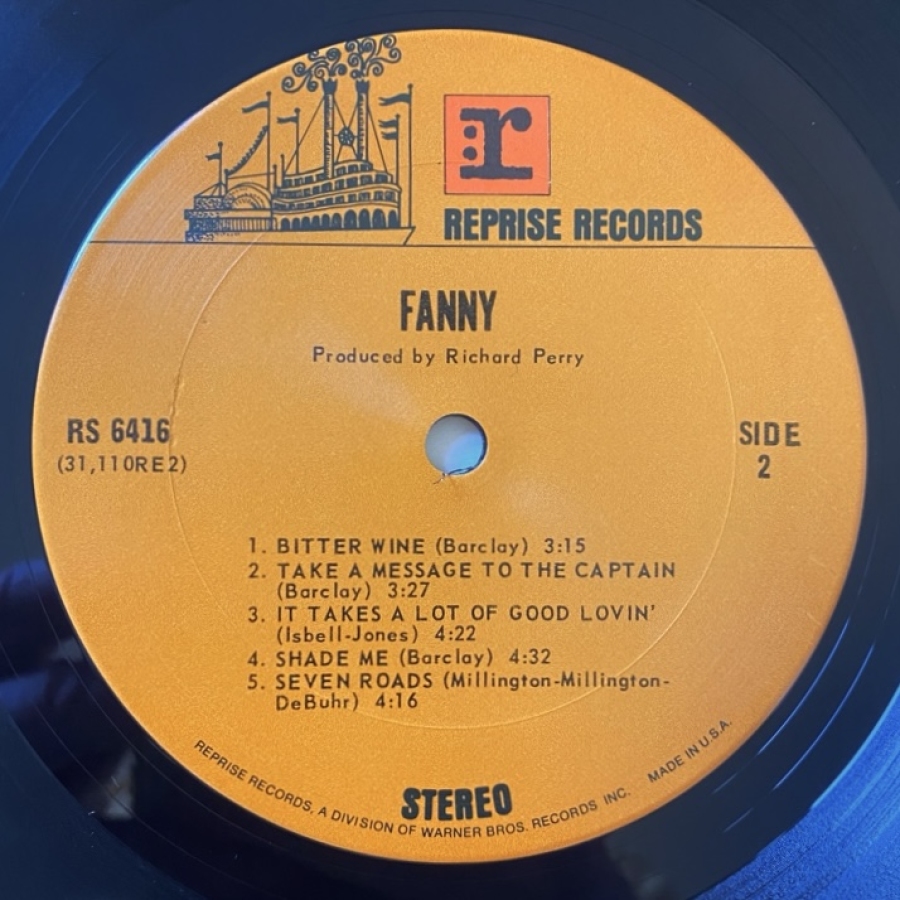 :r
REPRISE RECORDS
FANNY
Produced by Richard Perry
RS 6416
(31,110RE2)
SIDE
2
1. BITTER WINE (Barclay) 3:15
2. TAKE A MESSAGE TO THE CAPTAIN
(Barclay) 3:27
3. IT TAKES A LOT OF GOOD LOVIN'
(Isbell-Jones) 4:22
4. SHADE ME (Barclay) 4:32
5. SEVEN ROADS (Millington-Millington-
DeBuhr) 4:16
STEREO
REPRISE RECORDS, A DIVISION OF WARNER BROS. RECORDS INC. MADE IN U.S.A.